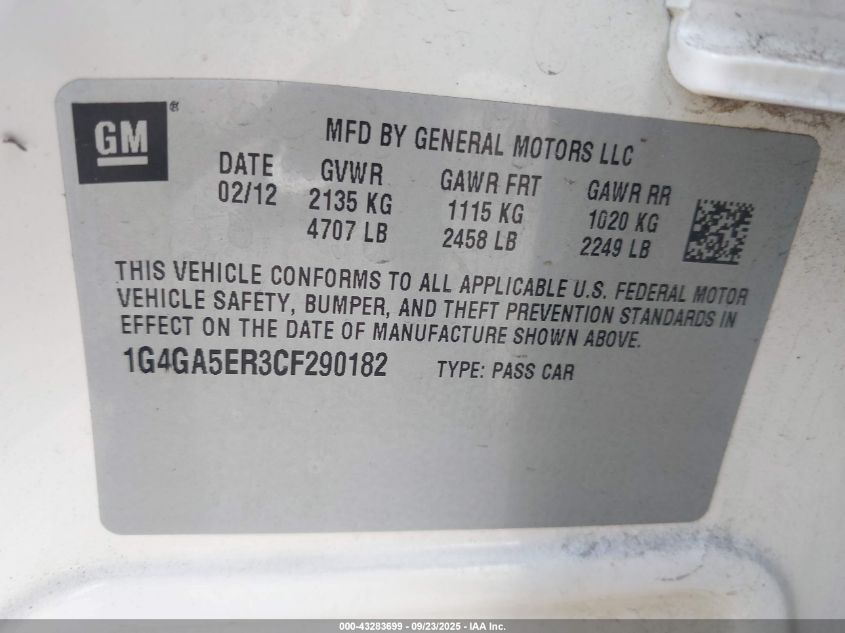 GM ®
MFD BY GENERAL MOTORS LLC
DATE GVWR GAWR FRT GAWR RR
02/12 2135 KG 1115 KG 1020 KG
4707 LB 2458 LB 2249 LB
THIS VEHICLE CONFORMS TO ALL APPLICABLE U.S. FEDERAL MOTOR
VEHICLE SAFETY, BUMPER, AND THEFT PREVENTION STANDARDS IN
EFFECT ON THE DATE OF MANUFACTURE SHOWN ABOVE.
1G4GA5ER3CF290182 TYPE: PASS CAR
000-43283699 - 09/23/2025 - IAA Inc.